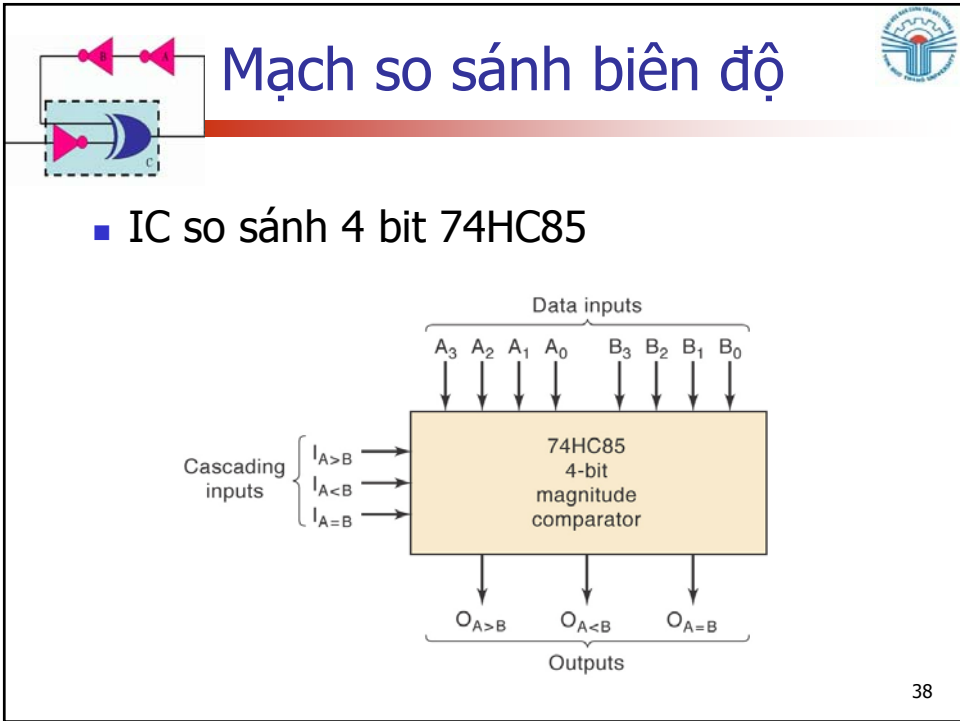 Mạch so sánh biên độ
B A
C
IC so sánh 4 bit 74HC85
Data inputs
A3 A2 A1 A0 B3 B2 B1 B0
Cascading
inputs
IA>B
IA<B
IA=B
74HC85
4-bit
magnitude
comparator
OA>B OA<B OA=B
Outputs
38